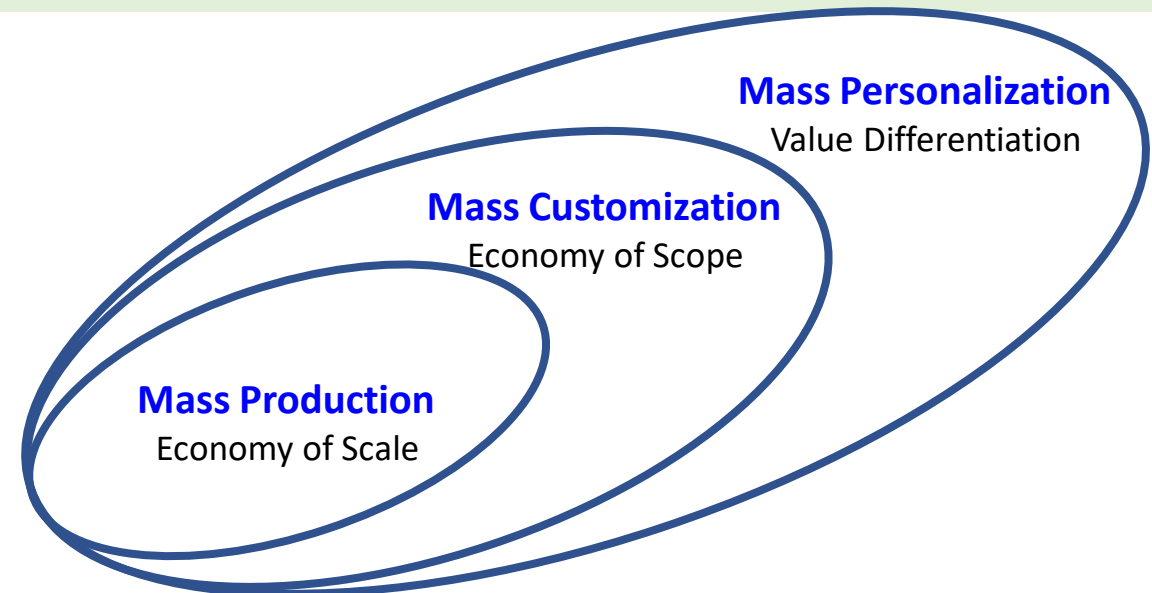 Mass Personalization
Value Differentiation
Mass Customization
Economy of Scope
Mass Production
Economy of Scale